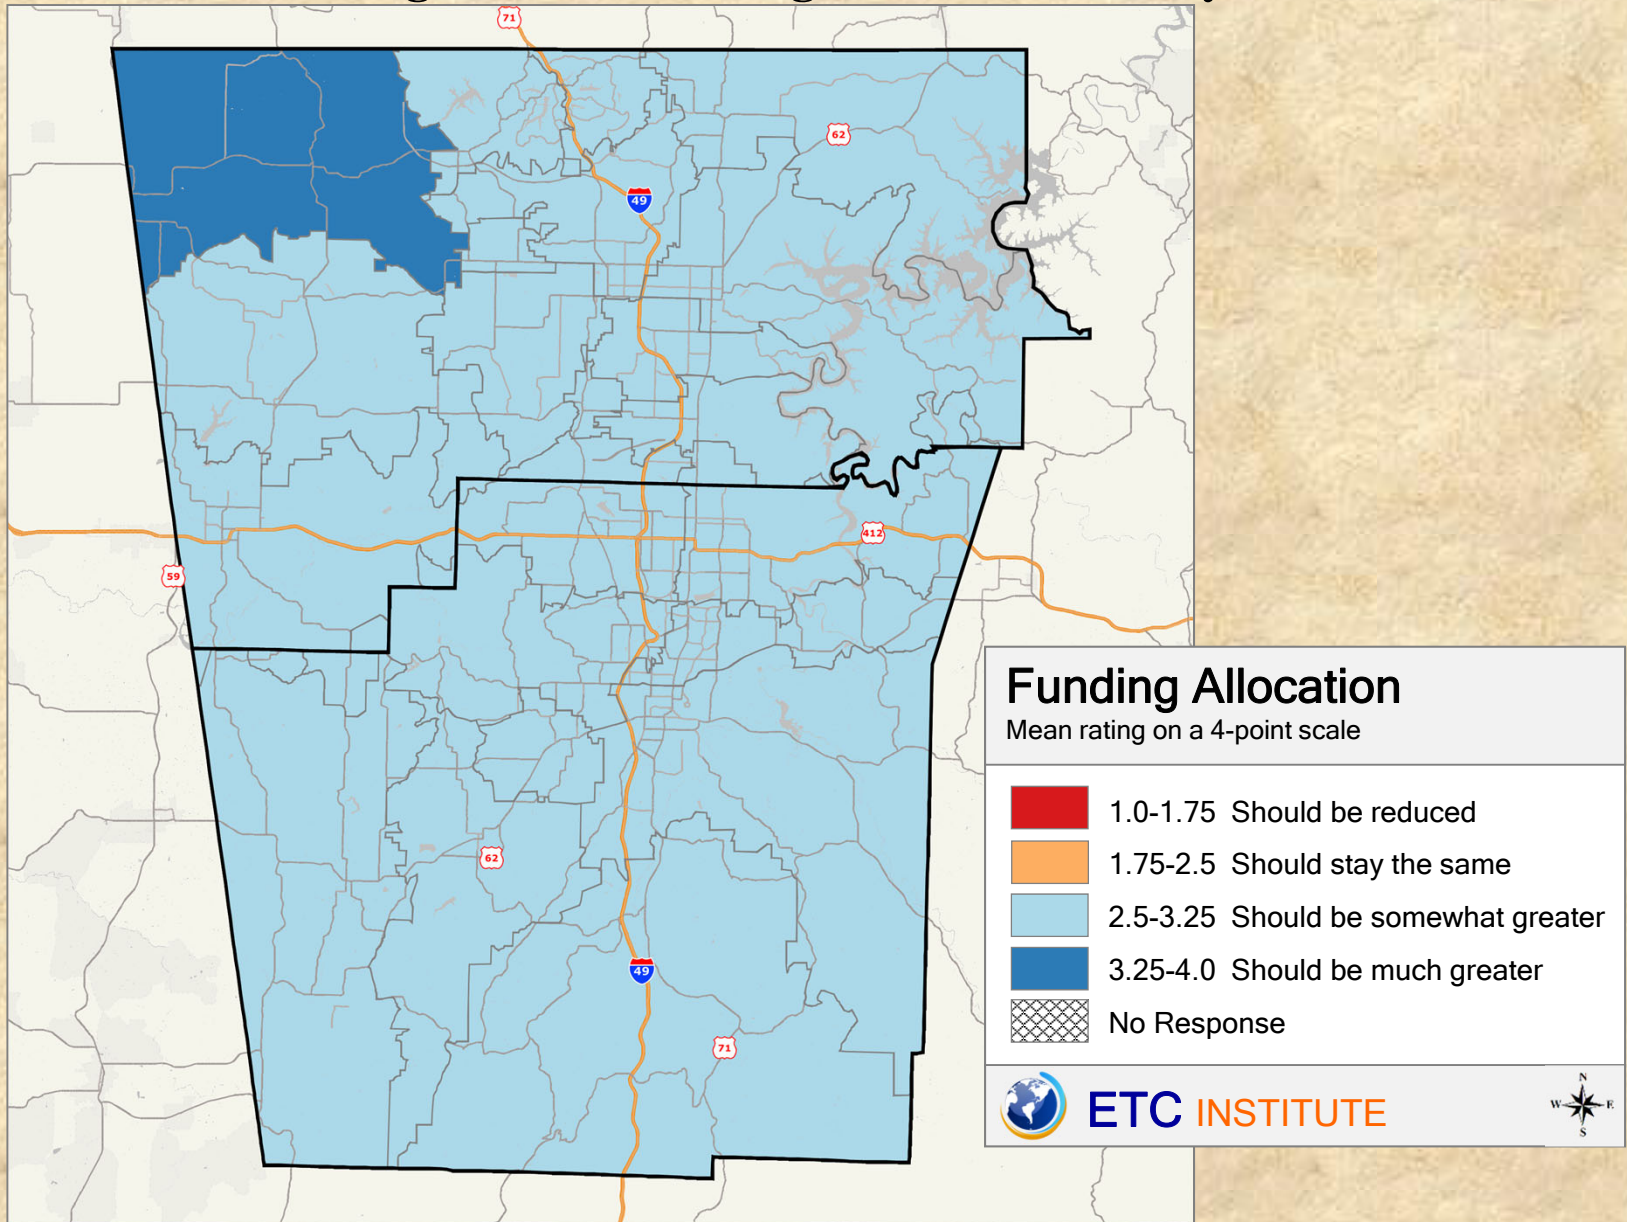 71
62
49
412
59
62
49
71
Funding Allocation
Mean rating on a 4-point scale
1.0-1.75 Should be reduced
1.75-2.5 Should stay the same
2.5-3.25 Should be somewhat greater
3.25-4.0 Should be much greater
No Response
ETC INSTITUTE
N
W E
S